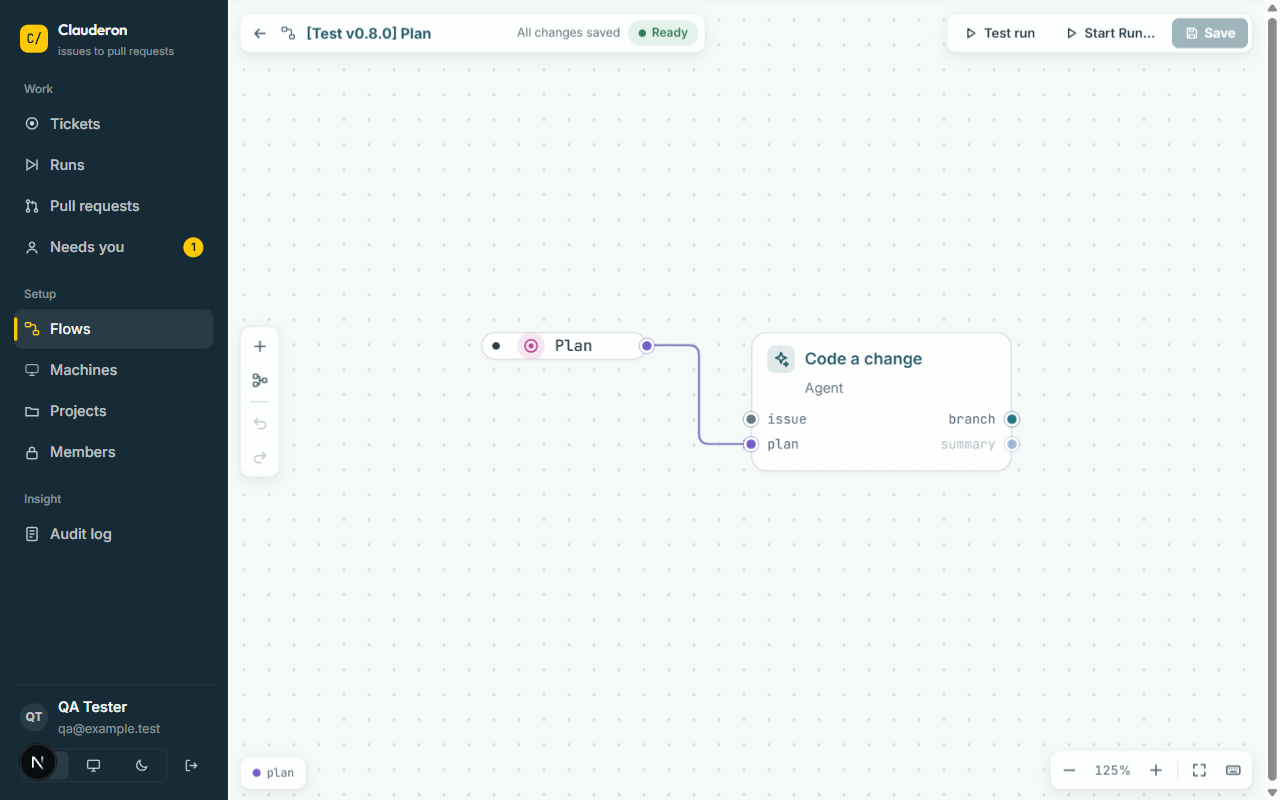 C/
Clauderon
issues to pull requests
Work
Tickets
Runs
Pull requests
Needs you
1
Setup
Flows
Machines
Projects
Members
Insight
Audit log
QT
QA Tester
qa@example.test
N
[Test v0.8.0] Plan
All changes saved
Ready
Test run
Start Run...
Save
Plan
Code a change
Agent
issue
branch
plan
summary
plan
125%